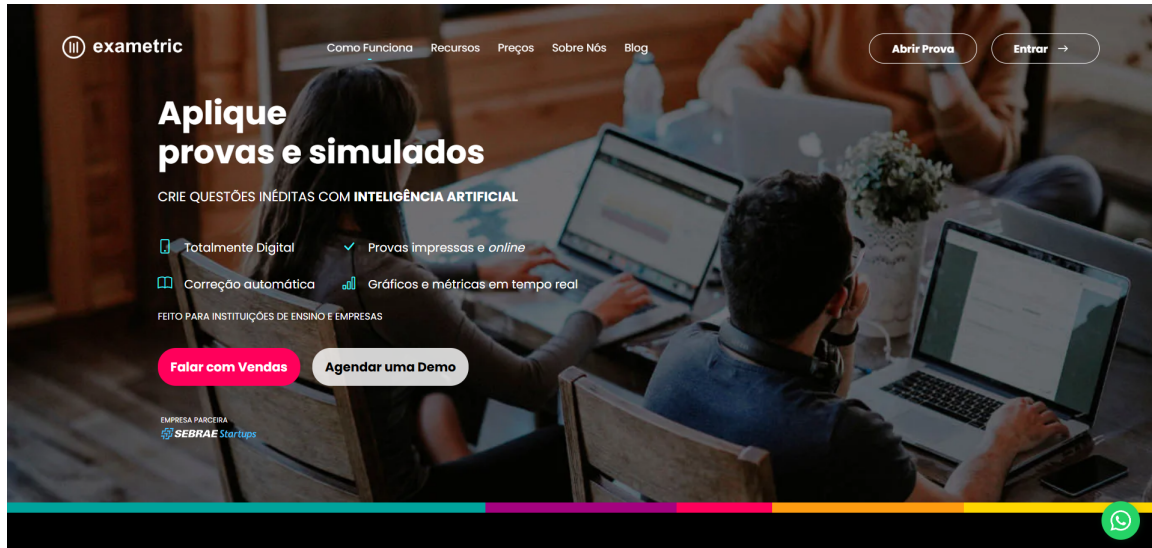 exametric
Como Funciona
Recursos
Preços
Sobre Nós
Blog
Abrir Prova
Entrar →
Aplique
provas e simulados
CRIE QUESTÕES INÉDITAS COM INTELIGÊNCIA ARTIFICIAL
Totalmente Digital
Provas impressas e online
Correção automática
Gráficos e métricas em tempo real
FEITO PARA INSTITUIÇÕES DE ENSINO E EMPRESAS
Falar com Vendas
Agendar uma Demo
EMPRESA PARCEIRA
SEBRAE Startups